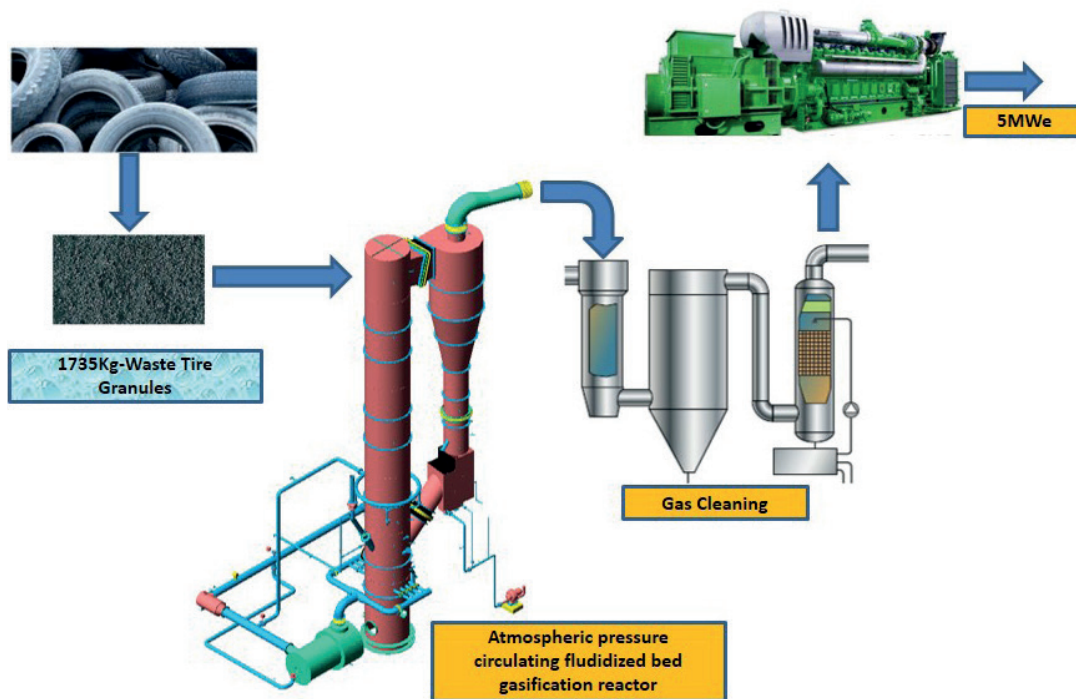 5MWe
1735Kg-Waste Tire
Granules
Gas Cleaning
Atmospheric pressure
circulating fludidized bed
gasification reactor